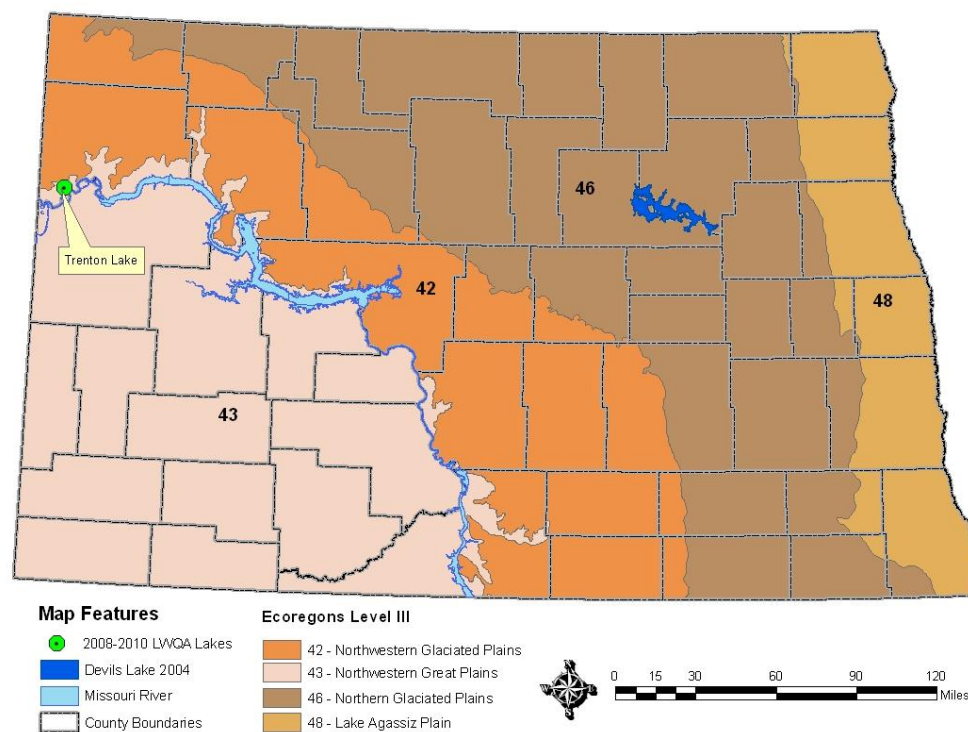 46
Trenton Lake
42
48
43
Map Features
2008-2010 LWQA Lakes
Devils Lake 2004
Missouri River
County Boundaries
Ecoregons Level III
42 - Northwestern Glaciated Plains
43 - Northwestern Great Plains
46 - Northern Glaciated Plains
48 - Lake Agassiz Plain
N
S
0 15 30 60 90 120
Miles